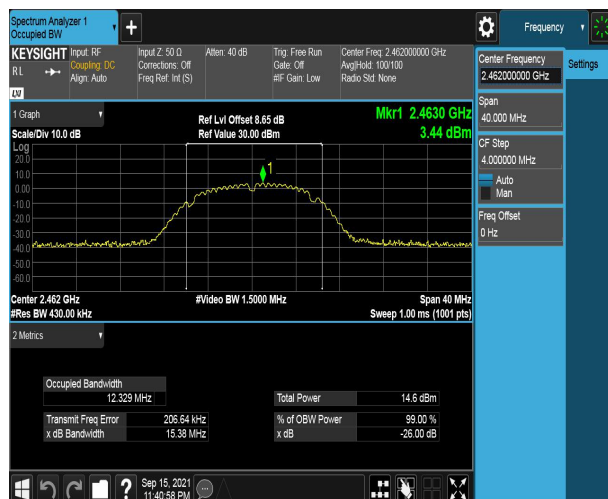 Spectrum Analyzer 1
Occupied BW
+
Frequency
KEYSIGHT
R L
Input: RF
Coupling: DC
Align: Auto
Input Z: 50 Ω
Corrections: Off
Freq Ref: Int (S)
Atten: 40 dB
Trig: Free Run
Gate: Off
#IF Gain: Low
Center Freq: 2.462000000 GHz
Avg|Hold: 100/100
Radio Std: None
Center Frequency
2.462000000 GHz
Settings
Span
40.000 MHz
CF Step
4.000000 MHz
Auto
Man
Freq Offset
0 Hz
1 Graph
Scale/Div 10.0 dB
Ref Lvl Offset 8.65 dB
Ref Value 30.00 dBm
Mkr1 2.4630 GHz
3.44 dBm
Log
20.0
10.0
0.00
-10.0
-20.0
-30.0
-40.0
-50.0
-60.0
1
Center 2.462 GHz
#Video BW 1.5000 MHz
Span 40 MHz
#Res BW 430.00 kHz
Sweep 1.00 ms (1001 pts)
2 Metrics
Occupied Bandwidth
12.329 MHz
Total Power 14.6 dBm
Transmit Freq Error 206.64 kHz
% of OBW Power 99.00 %
x dB Bandwidth 15.38 MHz
x dB -26.00 dB
?
Sep 15, 2021
11:40:58 PM